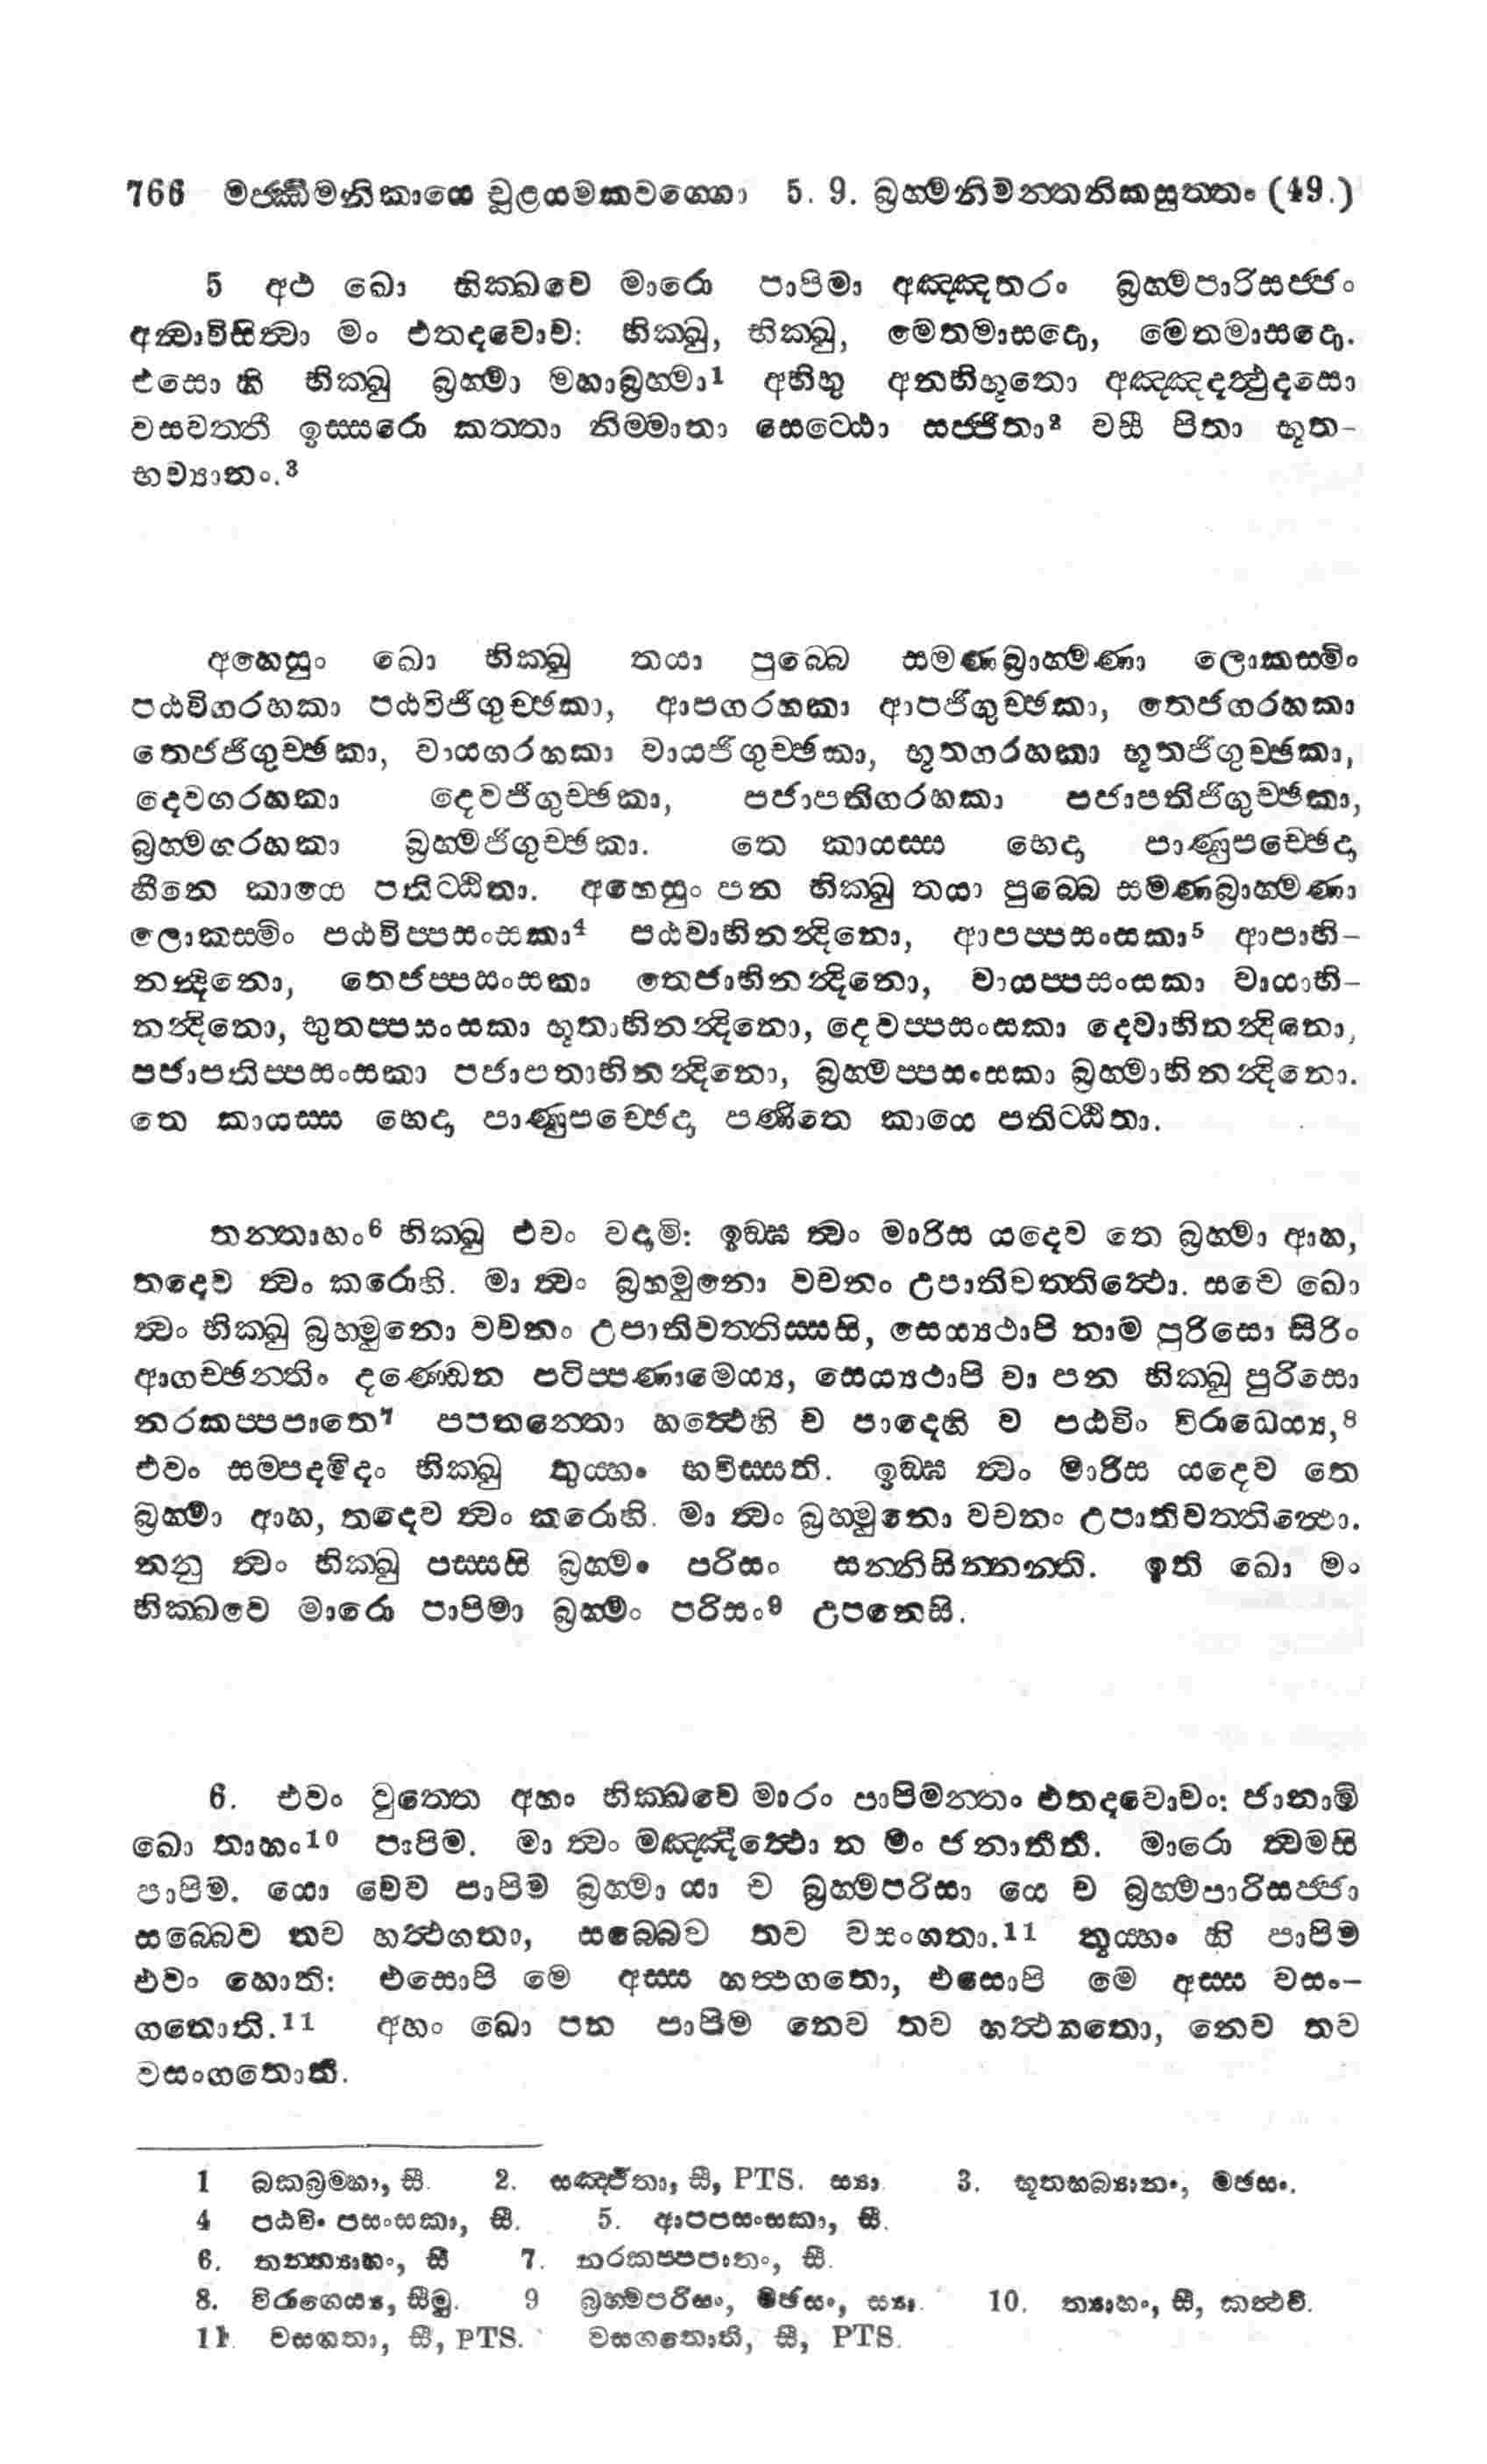 766 මජ්ඣිමනිකායෙ චූළයමකවග්ගො 5. 9. බ්‍රහ්මනිමන්තනිකසුත්තං (49.)
5 අථ ඛො භික්ඛවෙ මාරො පාපිමා අඤ්ඤතරං බ්‍රහ්මපාරිසජ්ජං
අන්වාවිසිත්වා මං එතදවොච: භික්ඛු, භික්ඛු, මෙතමාසදො, මෙතමාසදො.
එසො හි භික්ඛු බ්‍රහ්මා මහාබ්‍රහ්මා1 අභිභු අනභිභූතො අඤ්ඤදත්ථුදසො
වසවත්තී ඉස්සරො කත්තා නිම්මාතා සෙට්ඨො සජ්ජිතා2 වසී පිතා භූත-
භව්‍යානං.3
අහෙසුං ඛො භික්ඛු තයා පුබ්බෙ සමණබ්‍රාහ්මණා ලොකස්මිං
පඨවිගරහකා පඨවිජිගුච්ඡකා, ආපගරහකා ආපජිගුච්ඡකා, තෙජගරහකා
තෙජජිගුච්ඡකා, වායගරහකා වායජිගුච්ඡකා, භූතගරහකා භූතජිගුච්ඡකා,
දෙවගරහකා දෙවජිගුච්ඡකා, පජාපතිගරහකා පජාපතිජිගුච්ඡකා,
බ්‍රහ්මගරහකා බ්‍රහ්මජිගුච්ඡකා. තෙ කායස්ස භෙදා පාණුපච්ඡෙදා
හීනෙ කායෙ පතිට්ඨිතා. අහෙසුං පන භික්ඛු තයා පුබ්බෙ සමණබ්‍රාහ්මණා
ලොකස්මිං පඨවිප්පසංසකා4 පඨවාභිනන්දිනො, ආපප්පසංසකා5 ආපාභි-
නන්දිනො, තෙජප්පසංසකා තෙජාභිනන්දිනො, වායප්පසංසකා වායාභි-
නන්දිනො, භුතප්පසංසකා භූතාභිනන්දිනො, දෙවප්පසංසකා දෙවාභිනන්දිනො,
පජාපතිප්පසංසකා පජාපතාභිනන්දිනො, බ්‍රහ්මප්පසංසකා බ්‍රහ්මාභිනන්දිනො.
තෙ කායස්ස භෙදා පාණුපච්ඡෙදා පණීතෙ කායෙ පතිට්ඨිතා.
තන්තාහං6 භික්ඛු එවං වදාමි: ඉඞ්ඝ ත්වං මාරිස යදෙව තෙ බ්‍රහ්මා ආහ,
තදෙව ත්වං කරොහි. මා ත්වං බ්‍රහ්මුනො වචනං උපාතිවත්තිත්ථො. සචෙ ඛො
ත්වං භික්ඛු බ්‍රහ්මුනො වචනං උපාතිවත්තිස්සසි, සෙය්‍යථාපි නාම පුරිසො සිරිං
ආගච්ඡන්තිං දණ්ඩෙන පටිප්පණාමෙය්‍ය, සෙය්‍යථාපි වා පන භික්ඛු පුරිසො
නරකප්පපාතෙ7 පපතන්තො හත්ථෙහි ච පාදෙහි ච පඨවිං විරාධෙය්‍ය,8
එවං සම්පදමිදං භික්ඛු තුය්හං භවිස්සති. ඉඞ්ඝ ත්වං මාරිස යදෙව තෙ
බ්‍රහ්මා ආහ, තදෙව ත්වං කරොහි. මා ත්වං බ්‍රහ්මුනො වචනං උපාතිවත්තිත්ථො.
නනු ත්වං භික්ඛු පස්සසි බ්‍රහ්මං පරිසං සන්නිසින්නන්ති. ඉති ඛො මං
භික්ඛවෙ මාරො පාපිමා බ්‍රහ්මං පරිසං9 උපනෙසි.
6. එවං වුත්තෙ අහං භික්ඛවෙ මාරං පාපිමන්තං එතදවොචං: ජානාමි
ඛො තාහං10 පාපිම. මා ත්වං මඤ්ඤිත්ථො න මං ජනාතීති. මාරො ත්වමසි
පාපිම. යො චෙව පාපිම බ්‍රහ්මා යා ච බ්‍රහ්මපරිසා යෙ ච බ්‍රහ්මපාරිසජ්ජා
සබ්බෙව තව හත්ථගතා, සබ්බෙව තව වසංගතා.11 තූය්හං හි පාපිම
එවං හොති: එසොපි මෙ අස්ස හත්ථගතො, එසොපි මෙ අස්ස වසං-
ගතොති.11 අහං ඛො පන පාපිම නෙව තව හත්ථගතො, නෙව තව
වසංගතොති.
1 බකබ්‍රමහා, සී. 2. සඤ්ජිතා, සී, PTS. ස්‍යා. 3. භූතභබ්‍යානං, මඡසං.
4 පඨවිං පසංසකා, සී. 5. ආපපසංසකා, සී.
6. තන්ත්‍යාහං, සී 7. නරකප්පපාතං, සී.
8. විරාගෙය්‍ය, සීමු. 9 බ්‍රහ්මපරිසං, මඡසං, ස්‍යා. 10. ත්‍යාහං, සී, කත්ථචි.
11. වසගතා, සී, PTS. වසගතොති, සී, PTS.